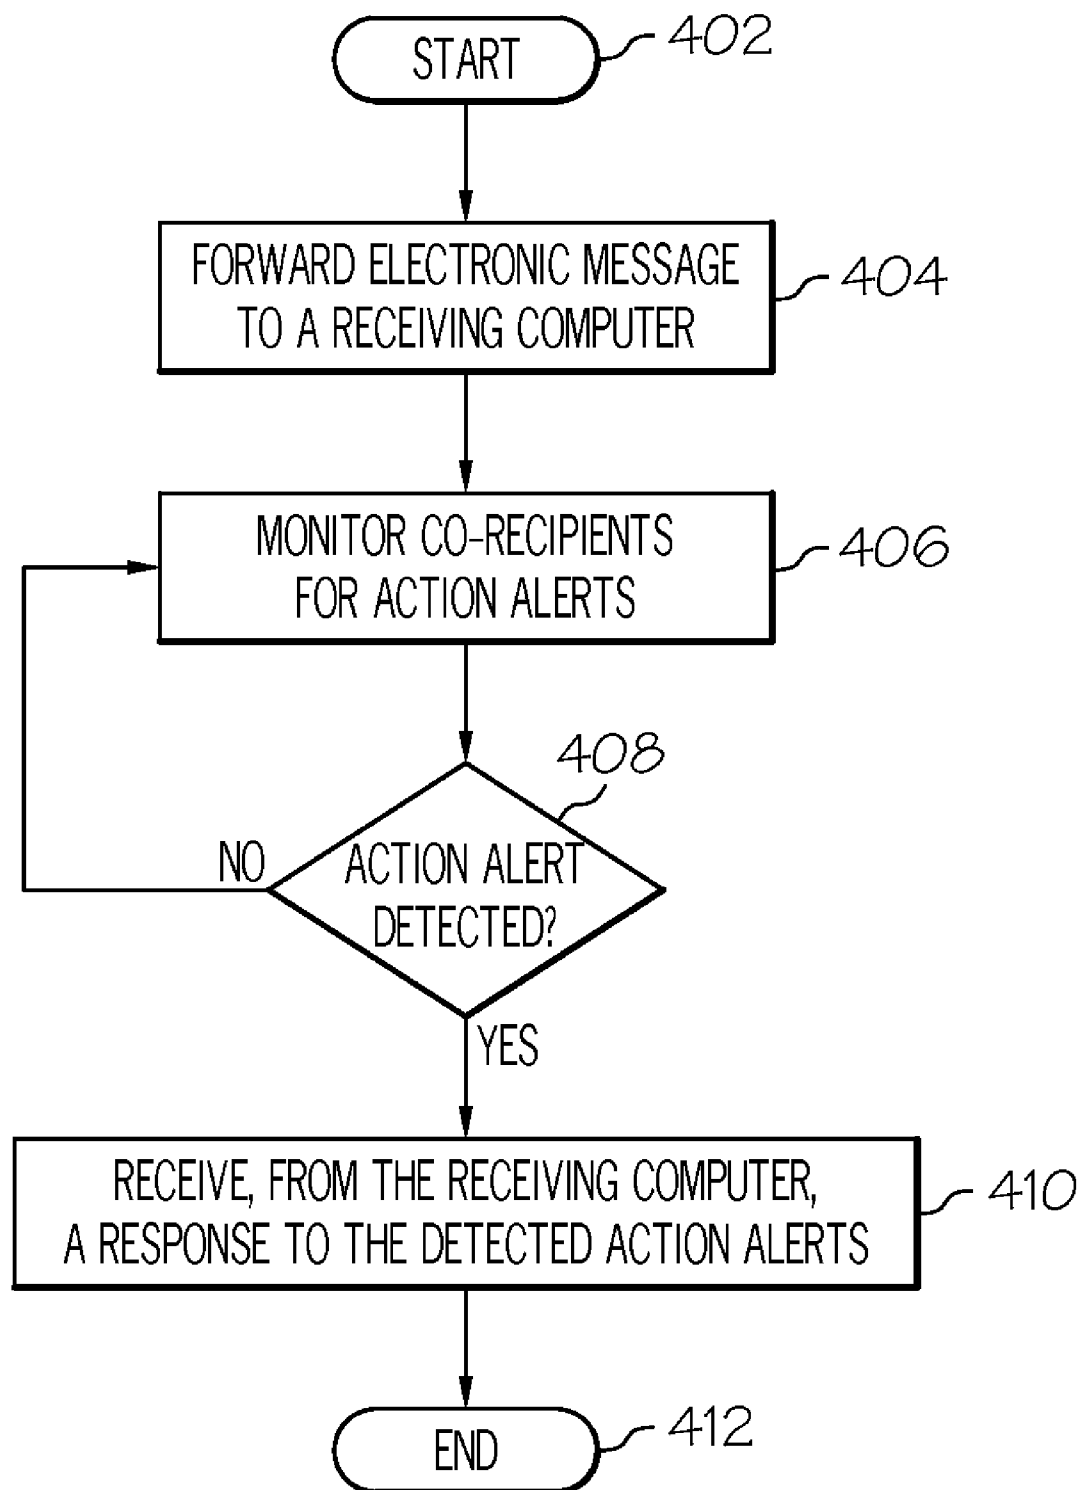 START
402
FORWARD ELECTRONIC MESSAGE
TO A RECEIVING COMPUTER
404
MONITOR CO-RECIPIENTS
FOR ACTION ALERTS
406
408
NO
ACTION ALERT
DETECTED?
YES
RECEIVE, FROM THE RECEIVING COMPUTER,
A RESPONSE TO THE DETECTED ACTION ALERTS
410
END
412